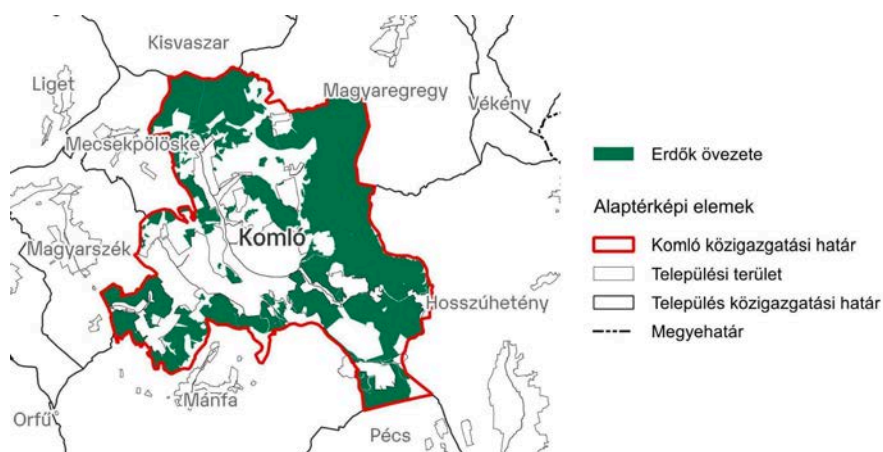 Kisvaszar
Liget
Magyaregregy
Vékény
Mecsekpölöske
Magyarszék
Komló
Hosszúhetény
Mánfa
Orfű
Pécs
Erdők övezete
Alaptérképi elemek
Komló közigazgatási határ
Települési terület
Település közigazgatási határ
Megyehatár